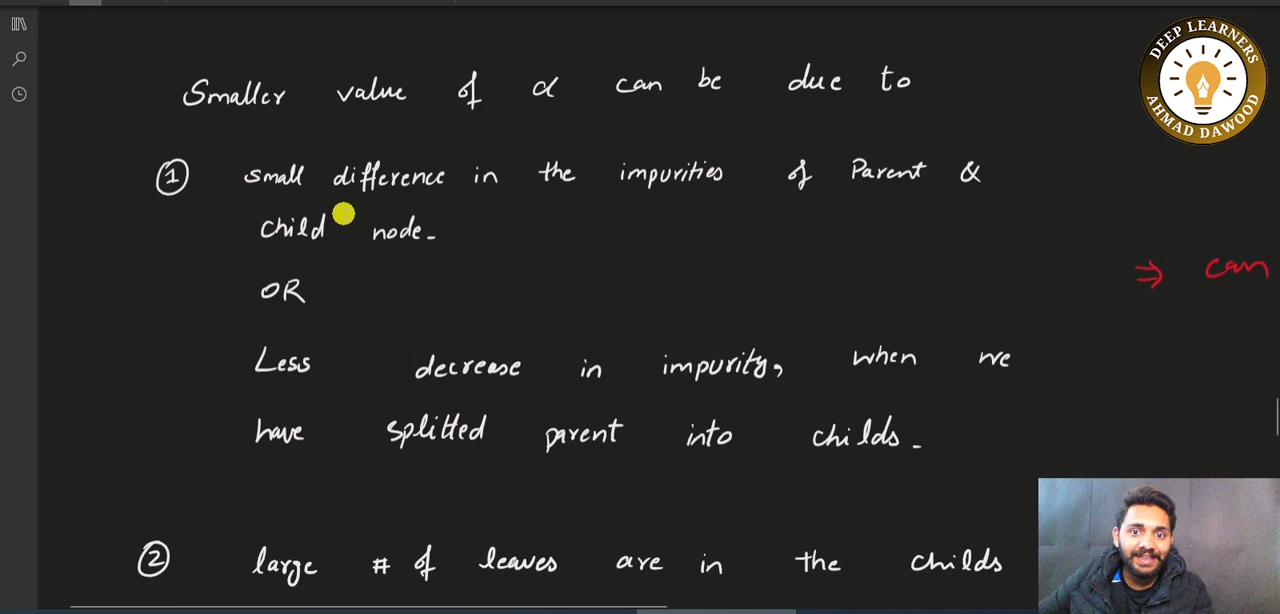 DEEP LEARNERS
AHMAD DAWOOD
Smaller value of α can be due to
① small difference in the impurities of Parent &
child node-
⇒ can
OR
Less decrease in impurity, when we
have splitted parent into childs-
② large # of leaves are in the childs